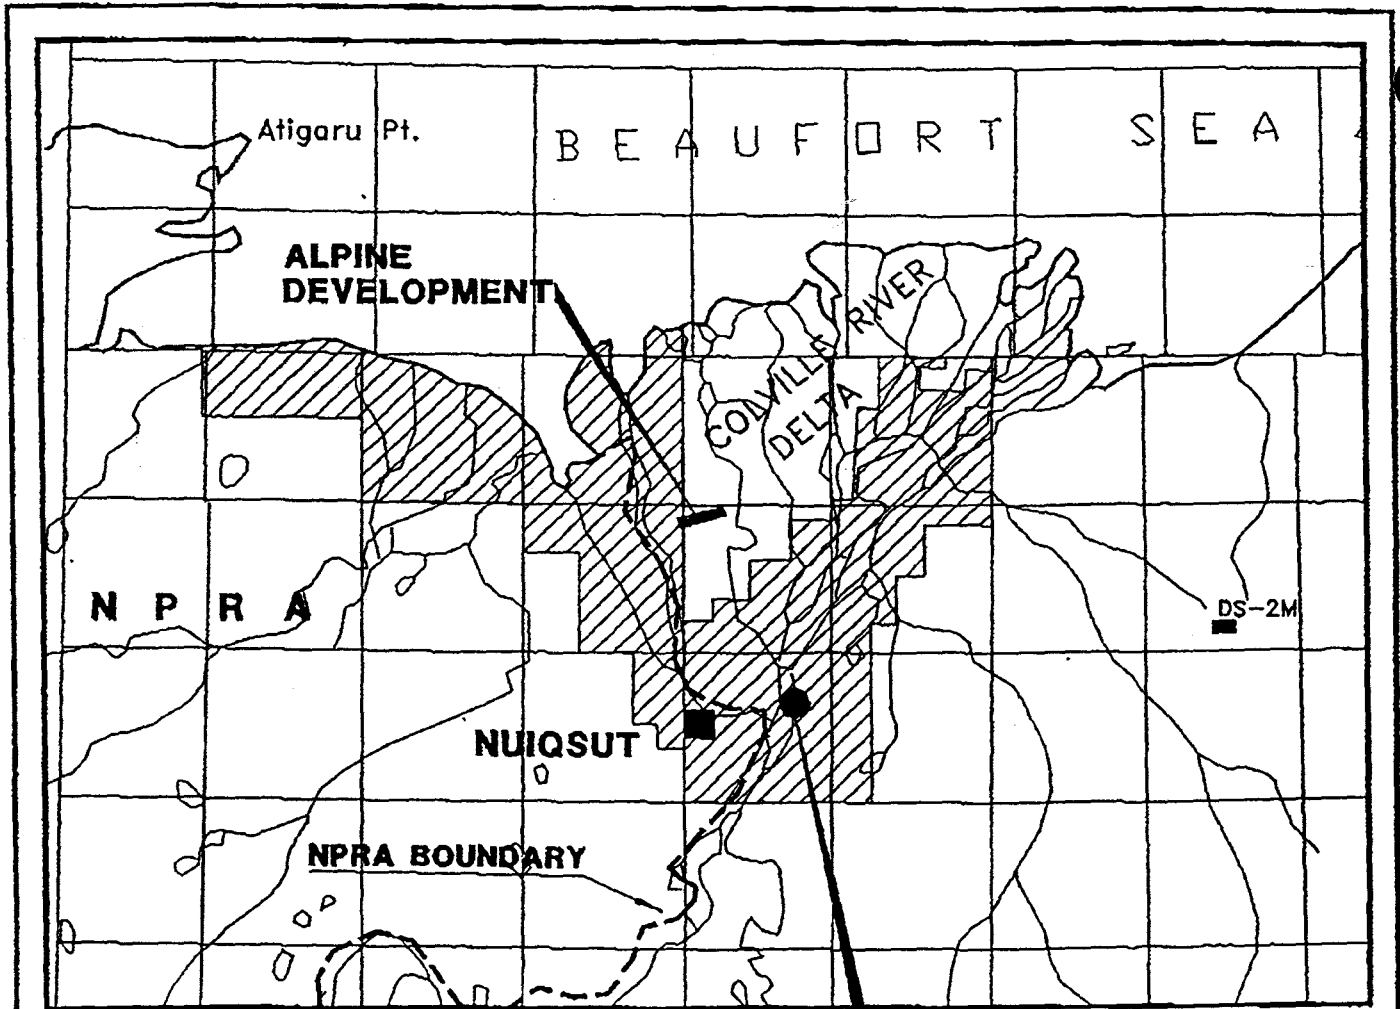 Atigaru Pt.
BEAUFORT SEA
ALPINE
DEVELOPMENT
COLVILLE RIVER
DELTA
NPRA
DS-2M
NUIQSUT
NPRA BOUNDARY